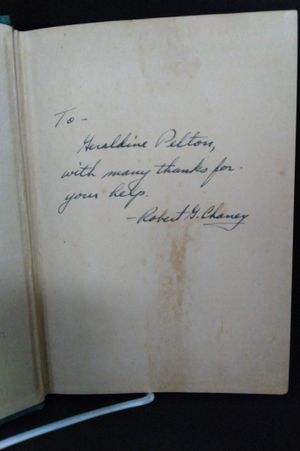 To -
Geraldine Pelton,
with many thanks for
your help.
- Robert G. Chaney